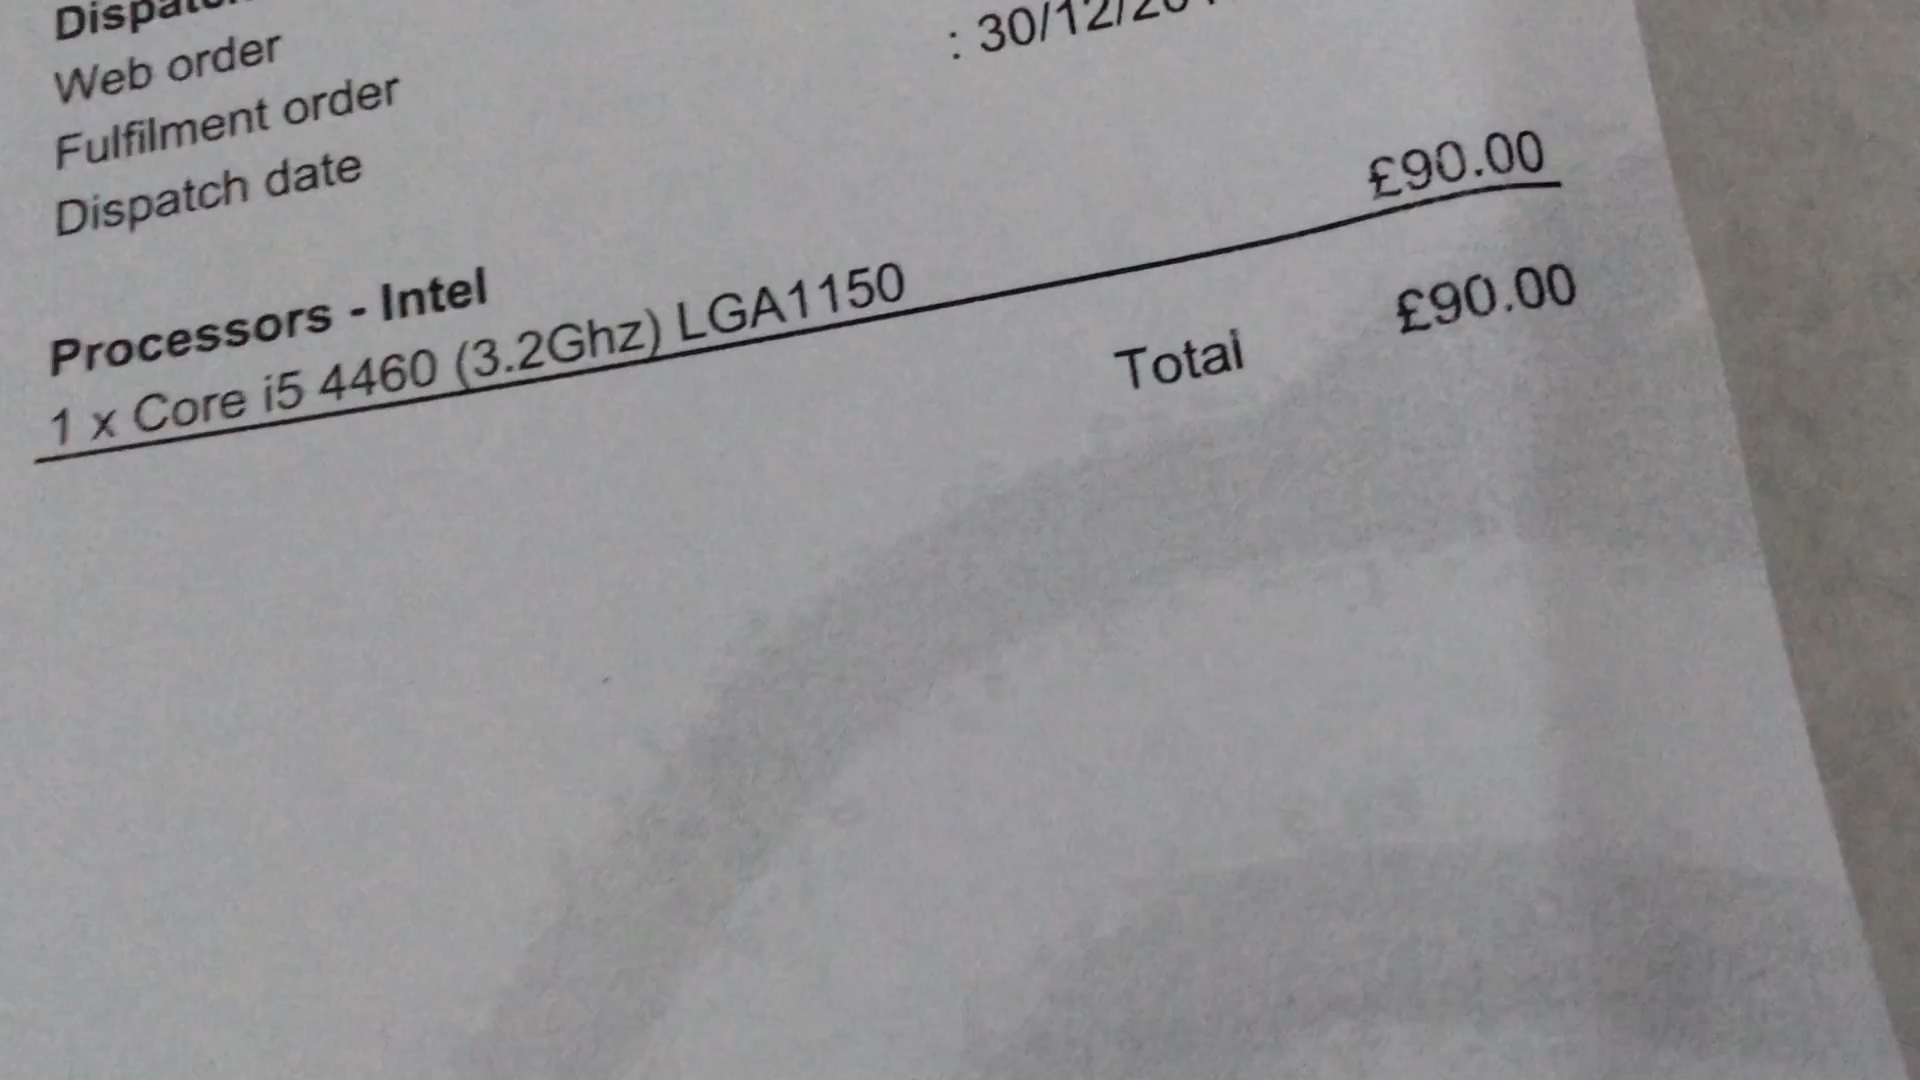 Web order
Fulfilment order
Dispatch date : 30/12/
Processors - Intel
1 x Core i5 4460 (3.2Ghz) LGA1150 £90.00
Total £90.00